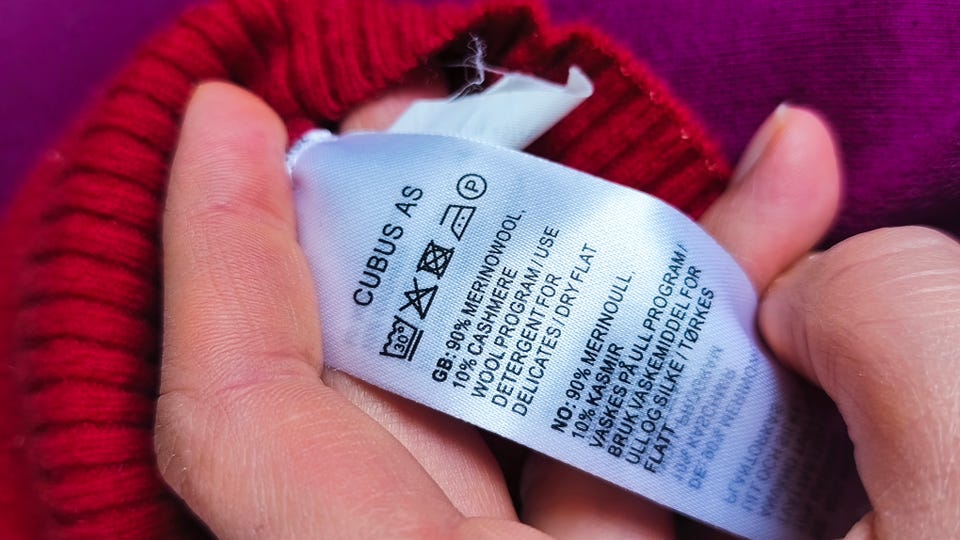 CUBUS AS
30
P
GB: 90% MERINOWOOL,
10% CASHMERE
WOOL PROGRAM / USE
DETERGENT FOR
DELICATES / DRY FLAT
NO: 90% MERINOULL,
10% KASMIR
VASKES PÅ ULL PROGRAM /
BRUK VASKEMIDDEL FOR
ULL OG SILKE / TØRKES
FLATT